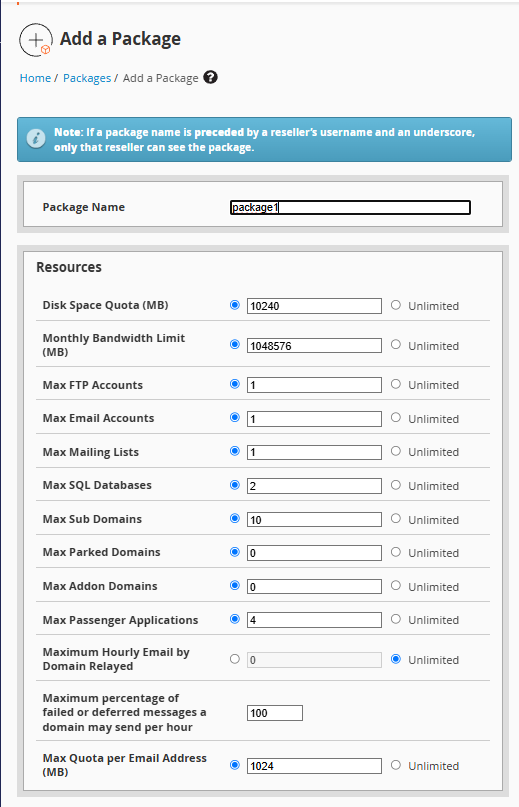 Add a Package
Home / Packages / Add a Package ?
Note: If a package name is preceded by a reseller's username and an underscore,
only that reseller can see the package.
Package Name package1
Resources
Disk Space Quota (MB) 10240 Unlimited
Monthly Bandwidth Limit
(MB) 1048576 Unlimited
Max FTP Accounts 1 Unlimited
Max Email Accounts 1 Unlimited
Max Mailing Lists 1 Unlimited
Max SQL Databases 2 Unlimited
Max Sub Domains 10 Unlimited
Max Parked Domains 0 Unlimited
Max Addon Domains 0 Unlimited
Max Passenger Applications 4 Unlimited
Maximum Hourly Email by
Domain Relayed 0 Unlimited
Maximum percentage of
failed or deferred messages a
domain may send per hour 100
Max Quota per Email Address
(MB) 1024 Unlimited